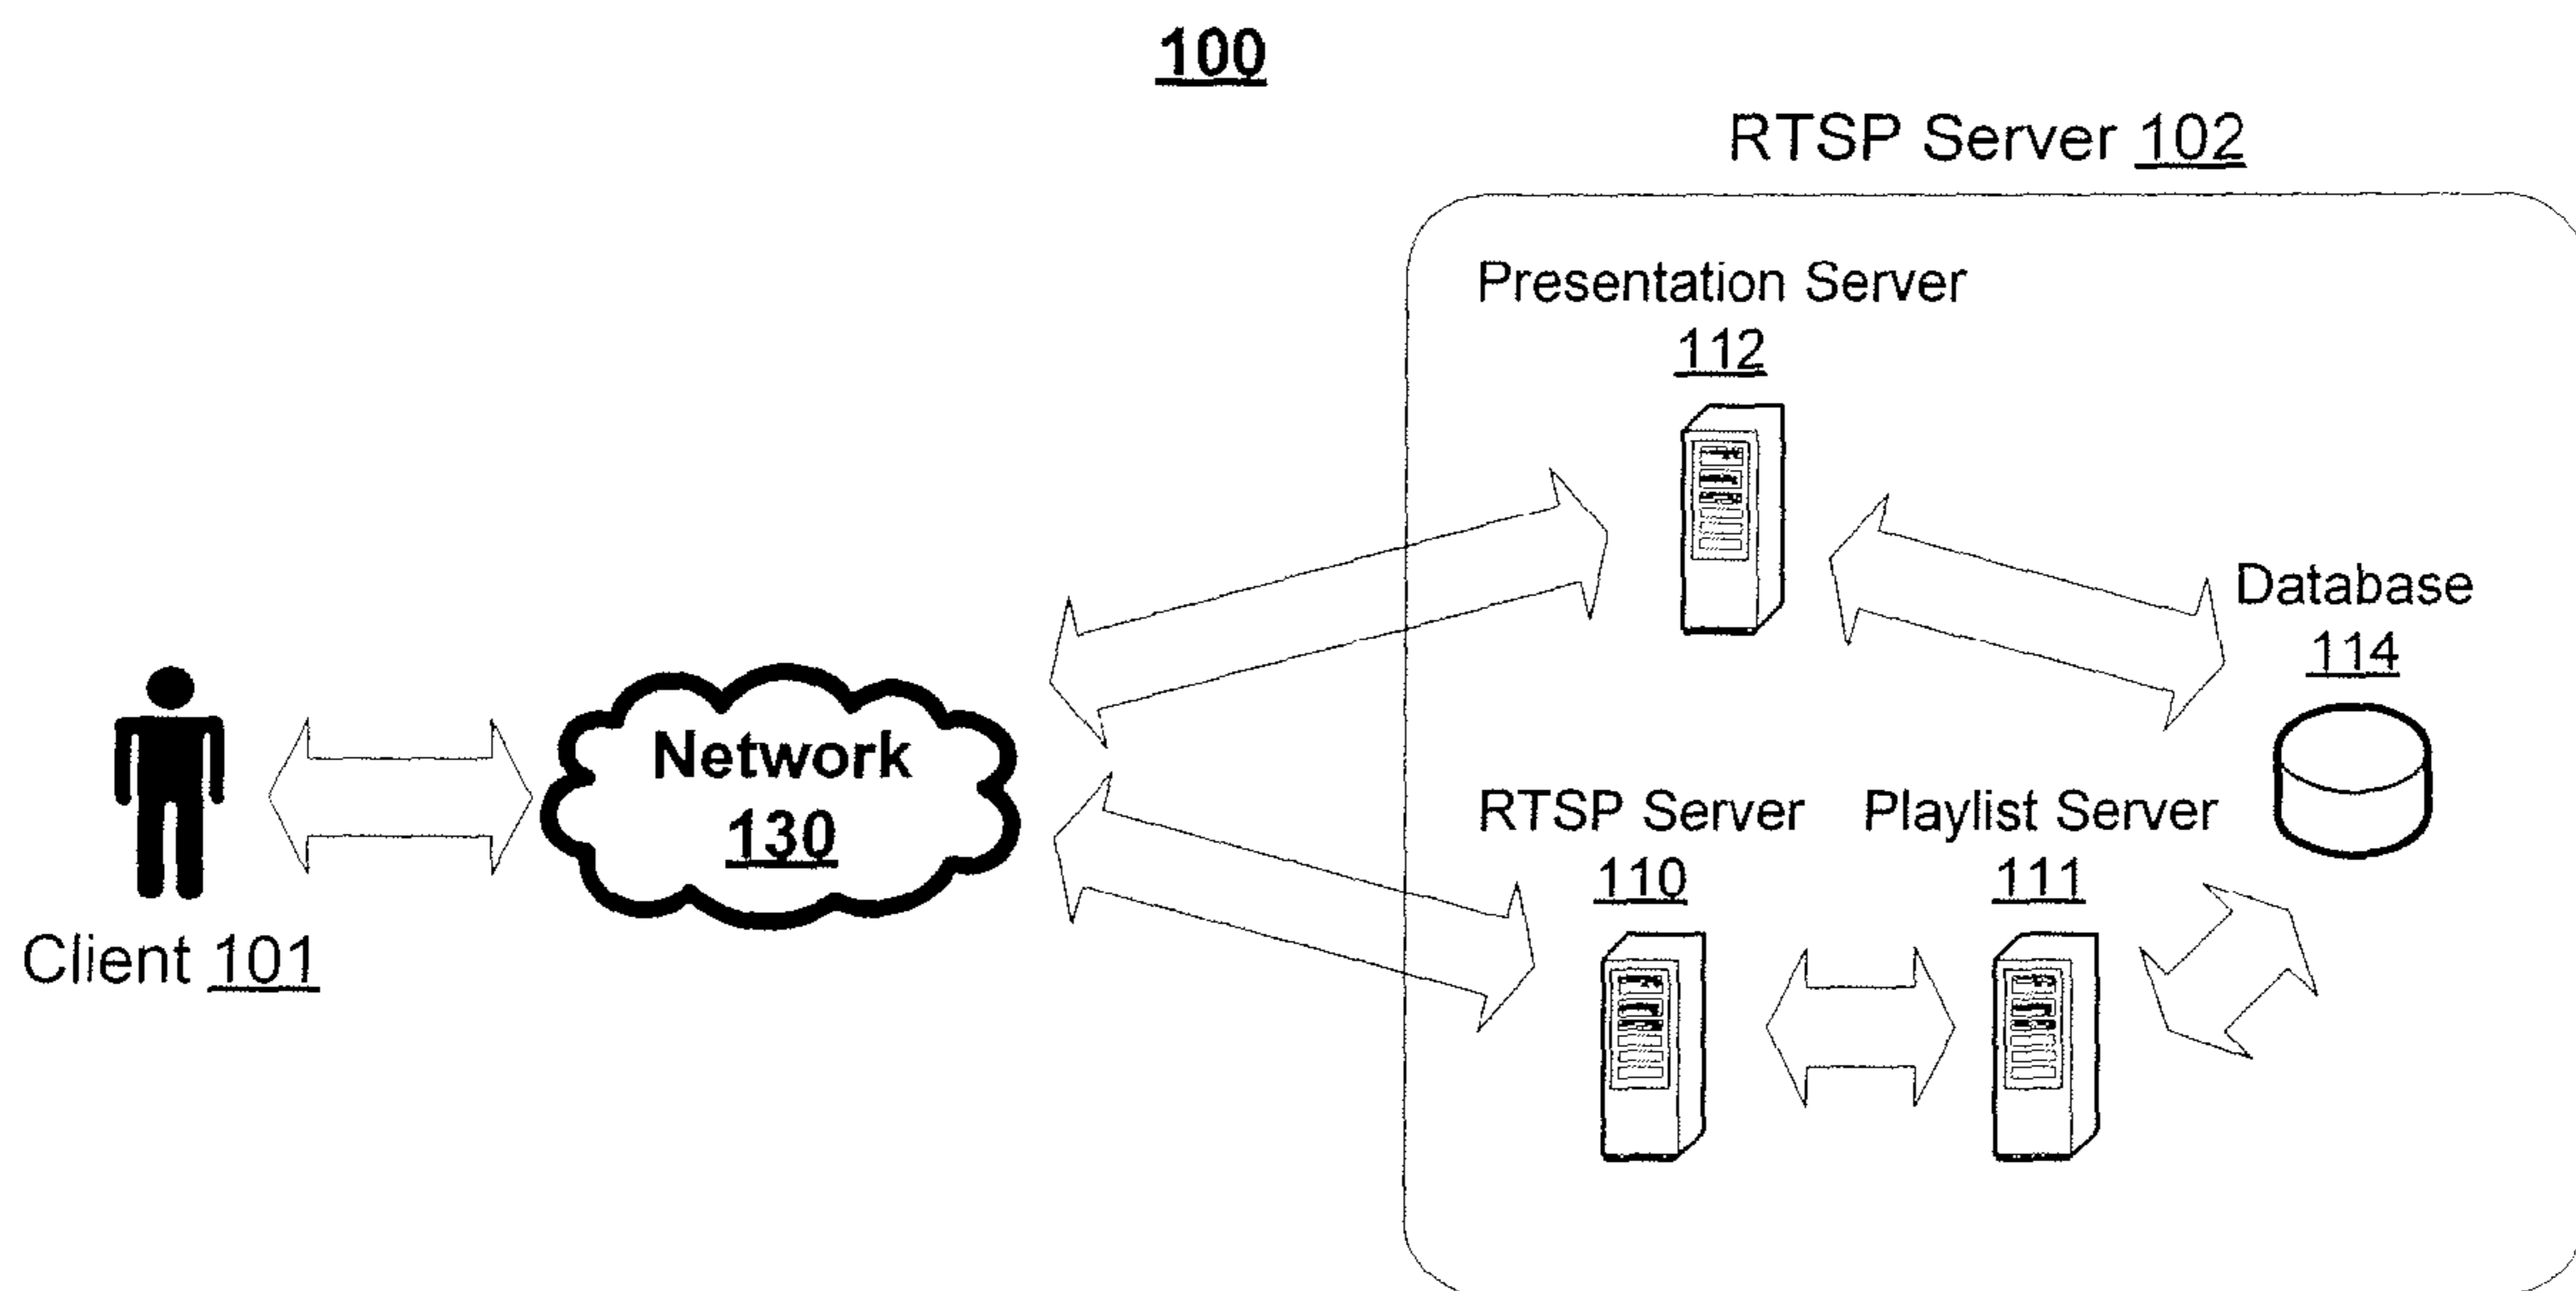 100
RTSP Server 102
Presentation Server
112
Database
114
Network
130
RTSP Server
110
Playlist Server
111
Client 101